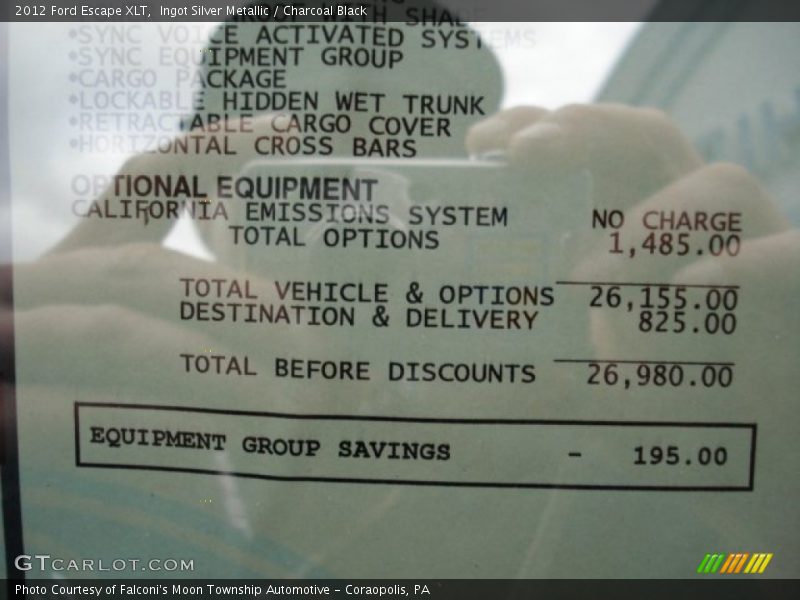 2012 Ford Escape XLT, Ingot Silver Metallic / Charcoal Black
WITH
•SYNC VOICE ACTIVATED SYSTEMS
•SYNC EQUIPMENT GROUP
•CARGO PACKAGE
•LOCKABLE HIDDEN WET TRUNK
•RETRACTABLE CARGO COVER
•HORIZONTAL CROSS BARS
OPTIONAL EQUIPMENT
CALIFORNIA EMISSIONS SYSTEM NO CHARGE
TOTAL OPTIONS 1,485.00
TOTAL VEHICLE & OPTIONS 26,155.00
DESTINATION & DELIVERY 825.00
TOTAL BEFORE DISCOUNTS 26,980.00
EQUIPMENT GROUP SAVINGS - 195.00
GTCARLOT.COM
Photo Courtesy of Falconi's Moon Township Automotive - Coraopolis, PA